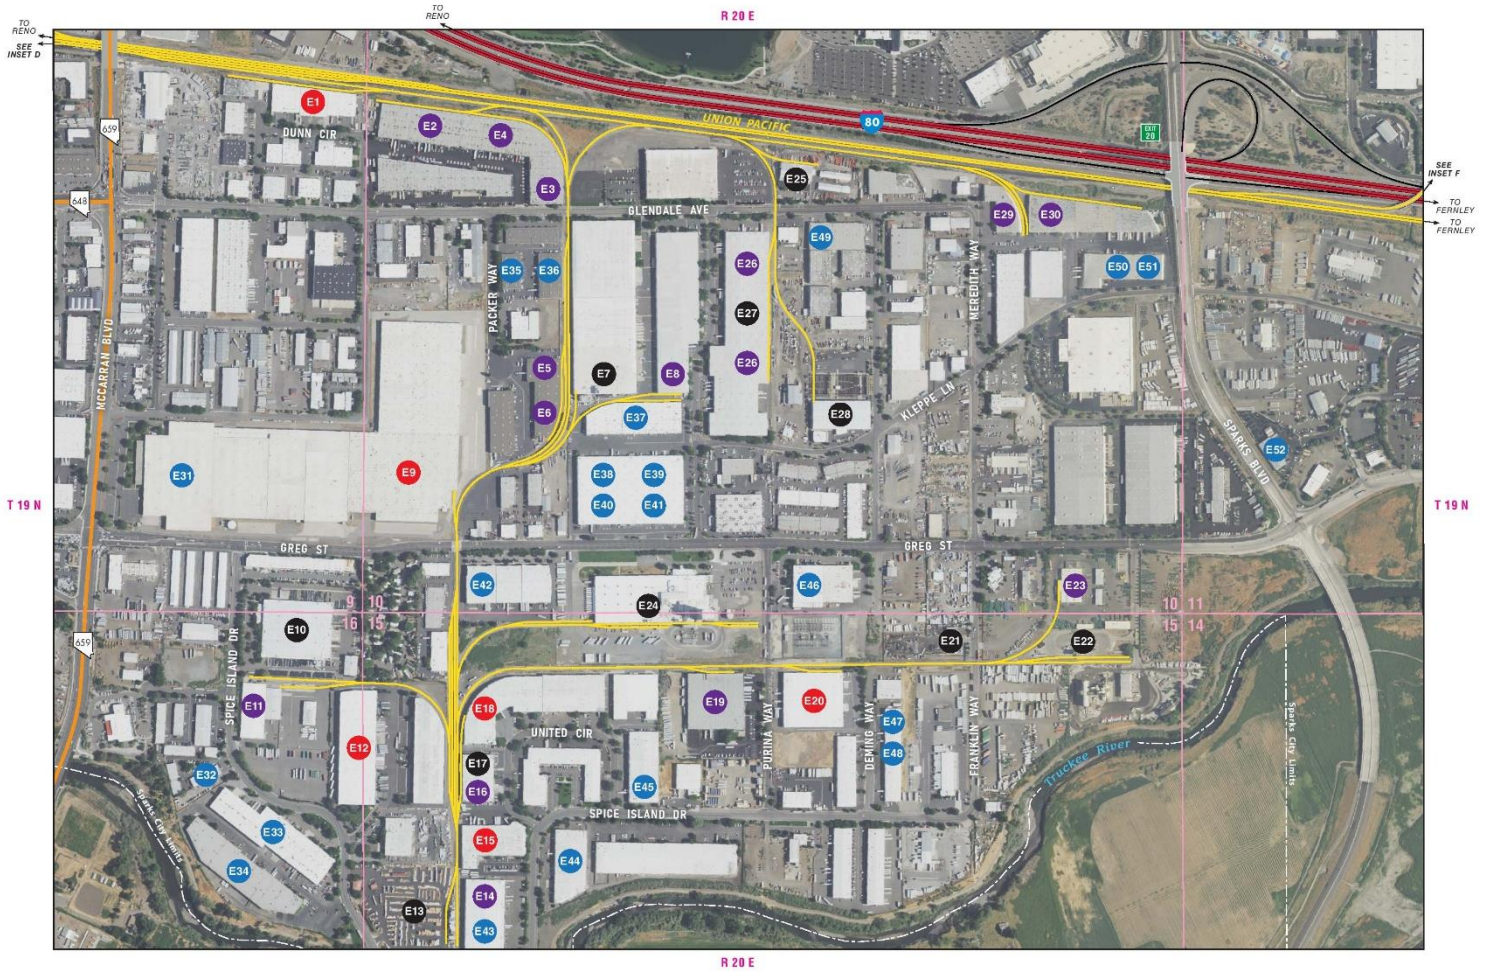 R 20 E
TO
RENO
TO
RENO
SEE
INSET D
659
UNION PACIFIC
80
EXIT
20
E1
E2
E4
DUNN CIR
E3
E25
SEE
INSET F
TO
FERNLEY
TO
FERNLEY
648
GLENDALE AVE
E29
E30
E49
E35
E36
E26
E50
E51
PACKER WAY
MEREDITH WAY
E27
MCCARRAN BLVD
E5
E7
E8
E26
E6
E37
E28
KLEPPE LN
SPARKS BLVD
E52
E31
E9
E38
E39
E40
E41
T 19 N
T 19 N
GREG ST
GREG ST
E42
E46
E23
9
10
16
15
10
11
15
14
E24
E10
659
E21
E22
SPICE ISLAND DR
E11
E18
E19
E20
E47
UNITED CIR
PURINA WAY
DEMING WAY
FRANKLIN WAY
E12
E17
E48
Truckee River
Sparks City Limits
E32
E16
E45
SPICE ISLAND DR
Sparks City Limits
E33
E15
E34
E44
E14
E13
E43
R 20 E